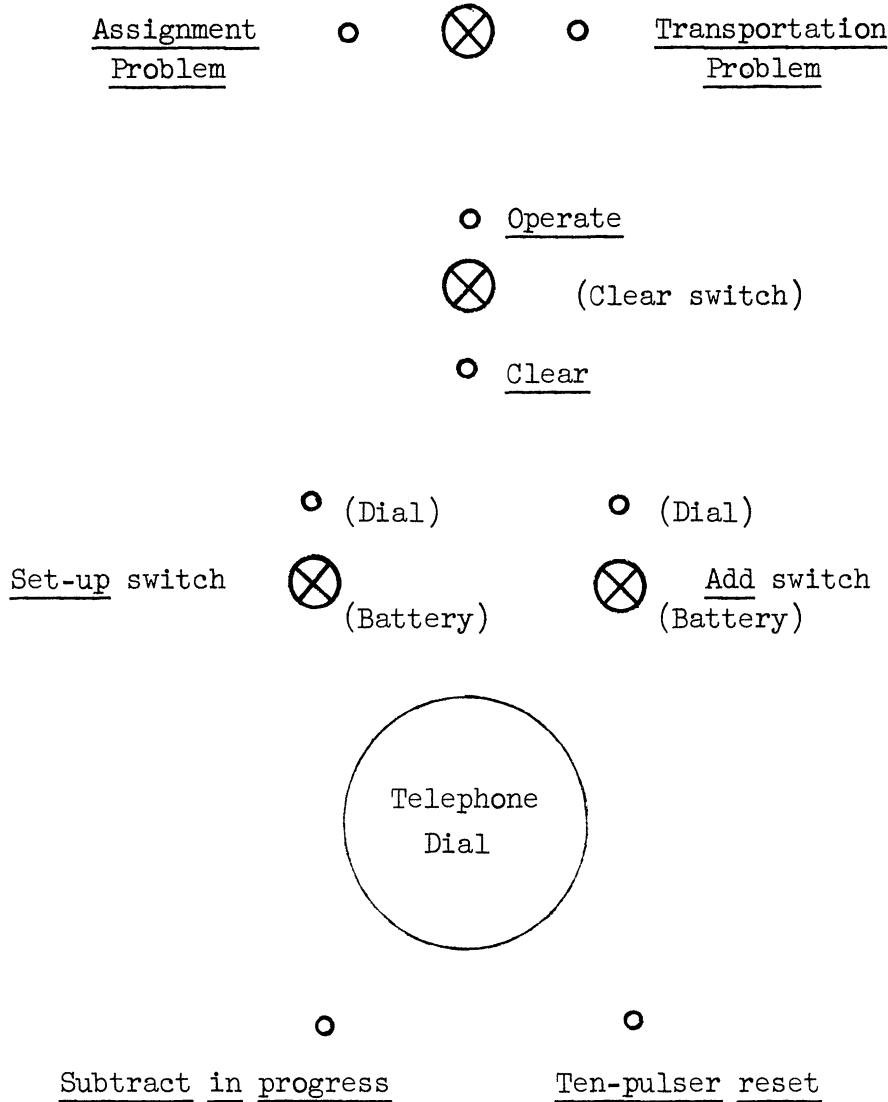 Assignment Transportation
Problem Problem
Operate
(Clear switch)
Clear
(Dial) (Dial)
Set-up switch Add switch
(Battery) (Battery)
Telephone
Dial
Subtract in progress Ten-pulser reset